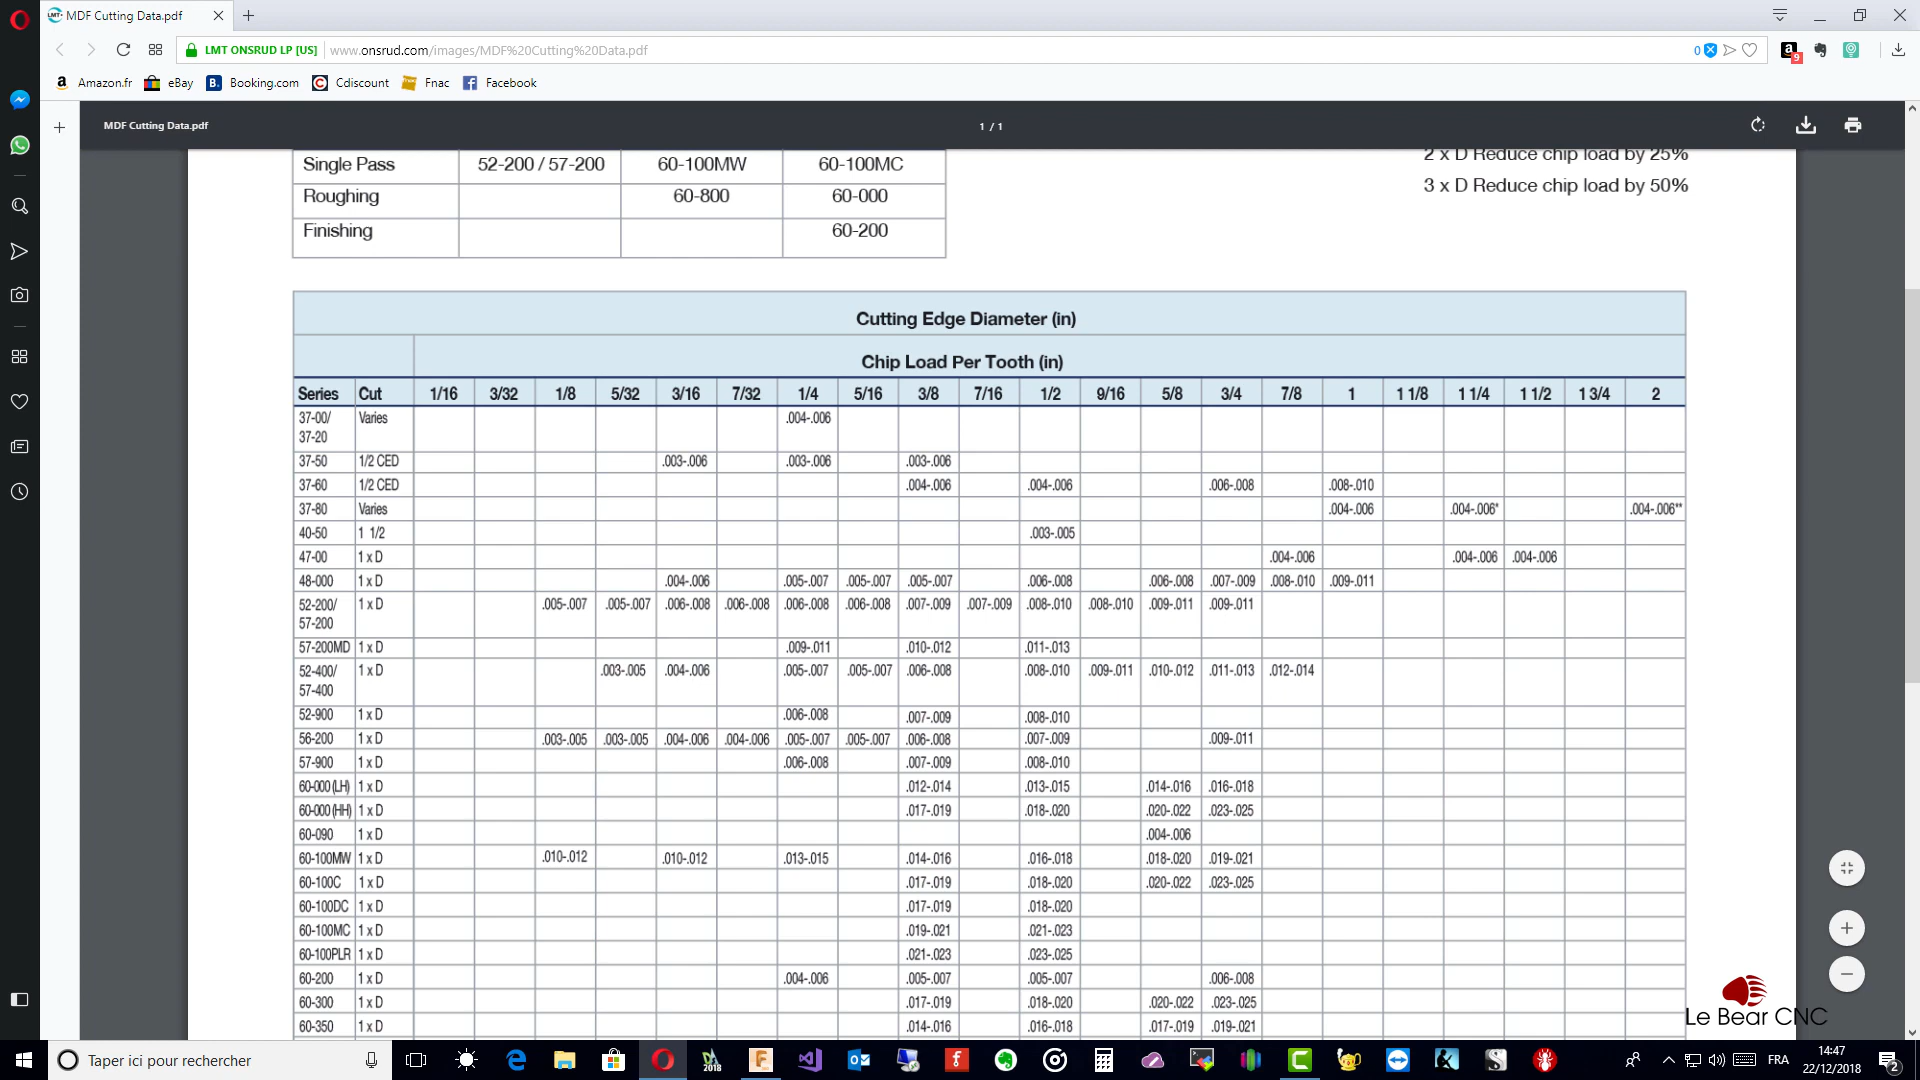 MDF Cutting Data.pdf
LMT ONSRUD LP [US]
www.onsrud.com/images/MDF%20Cutting%20Data.pdf
0
9
Amazon.fr eBay Booking.com Cdiscount Fnac Facebook
MDF Cutting Data.pdf
1 / 1
Single Pass 52-200 / 57-200 60-100MW 60-100MC
Roughing 60-800 60-000
Finishing 60-200
2 x D Reduce chip load by 25%
3 x D Reduce chip load by 50%
Cutting Edge Diameter (in)
Chip Load Per Tooth (in)
Series Cut 1/16 3/32 1/8 5/32 3/16 7/32 1/4 5/16 3/8 7/16 1/2 9/16 5/8 3/4 7/8 1 1 1/8 1 1/4 1 1/2 1 3/4 2
37-00/ Varies .004-.006
37-20
37-50 1/2 CED .003-.006 .003-.006 .003-.006
37-60 1/2 CED .004-.006 .004-.006 .006-.008 .008-.010
37-80 Varies .004-.006 .004-.006* .004-.006**
40-50 1 1/2 .003-.005
47-00 1 x D .004-.006 .004-.006 .004-.006
48-000 1 x D .004-.006 .005-.007 .005-.007 .005-.007 .006-.008 .006-.008 .007-.009 .008-.010 .009-.011
52-200/ 1 x D .005-.007 .005-.007 .006-.008 .006-.008 .006-.008 .006-.008 .007-.009 .007-.009 .008-.010 .008-.010 .009-.011 .009-.011
57-200
57-200MD 1 x D .009-.011 .010-.012 .011-.013
52-400/ 1 x D .003-.005 .004-.006 .005-.007 .005-.007 .006-.008 .008-.010 .009-.011 .010-.012 .011-.013 .012-.014
57-400
52-900 1 x D .006-.008 .007-.009 .008-.010
56-200 1 x D .003-.005 .003-.005 .004-.006 .004-.006 .005-.007 .005-.007 .006-.008 .007-.009 .009-.011
57-900 1 x D .006-.008 .007-.009 .008-.010
60-000 (LH) 1 x D .012-.014 .013-.015 .014-.016 .016-.018
60-000 (HH) 1 x D .017-.019 .018-.020 .020-.022 .023-.025
60-090 1 x D .004-.006
60-100MW 1 x D .010-.012 .010-.012 .013-.015 .014-.016 .016-.018 .018-.020 .019-.021
60-100C 1 x D .017-.019 .018-.020 .020-.022 .023-.025
60-100DC 1 x D .017-.019 .018-.020
60-100MC 1 x D .019-.021 .021-.023
60-100PLR 1 x D .021-.023 .023-.025
60-200 1 x D .004-.006 .005-.007 .005-.007 .006-.008
60-300 1 x D .017-.019 .018-.020 .020-.022 .023-.025
60-350 1 x D .014-.016 .016-.018 .017-.019 .019-.021
Le Bear CNC
Taper ici pour rechercher
2018
FRA
14:47
22/12/2018
2